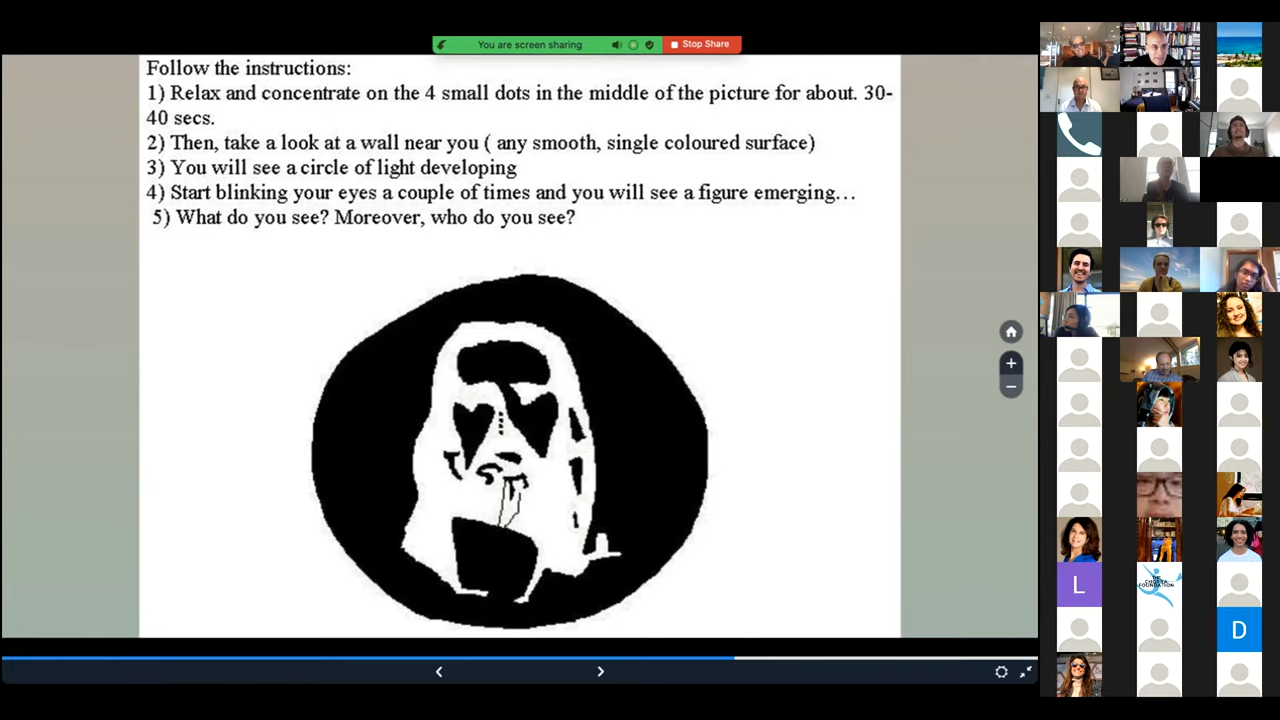 You are screen sharing
Stop Share
Follow the instructions:
1) Relax and concentrate on the 4 small dots in the middle of the picture for about. 30-
40 secs.
2) Then, take a look at a wall near you ( any smooth, single coloured surface)
3) You will see a circle of light developing
4) Start blinking your eyes a couple of times and you will see a figure emerging…
5) What do you see? Moreover, who do you see?
L
THE
CHOPRA
FOUNDATION
D